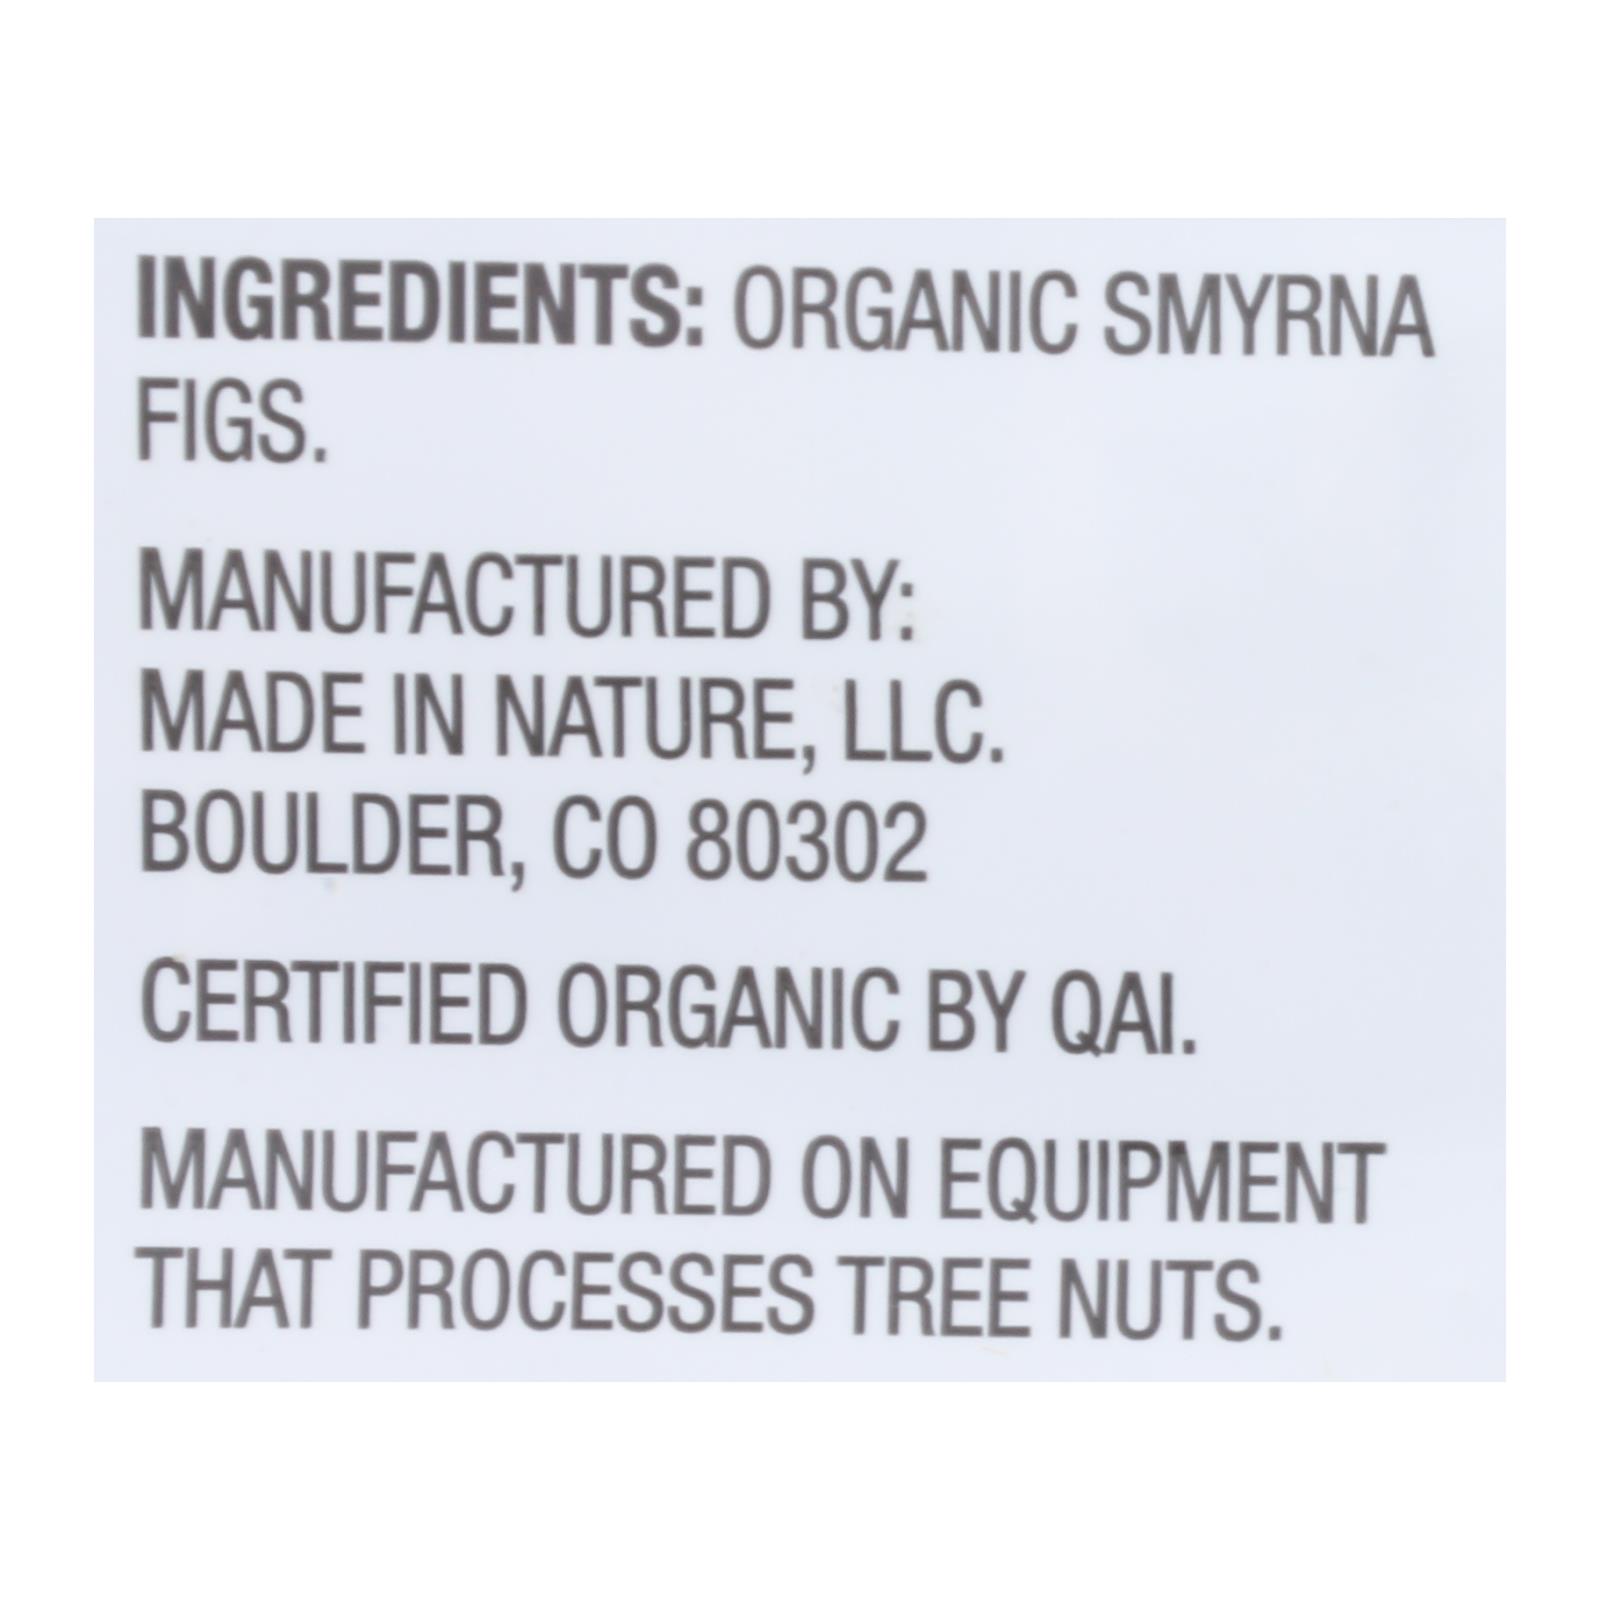 INGREDIENTS: ORGANIC SMYRNA
FIGS.
MANUFACTURED BY:
MADE IN NATURE, LLC.
BOULDER, CO 80302
CERTIFIED ORGANIC BY QAI.
MANUFACTURED ON EQUIPMENT
THAT PROCESSES TREE NUTS.